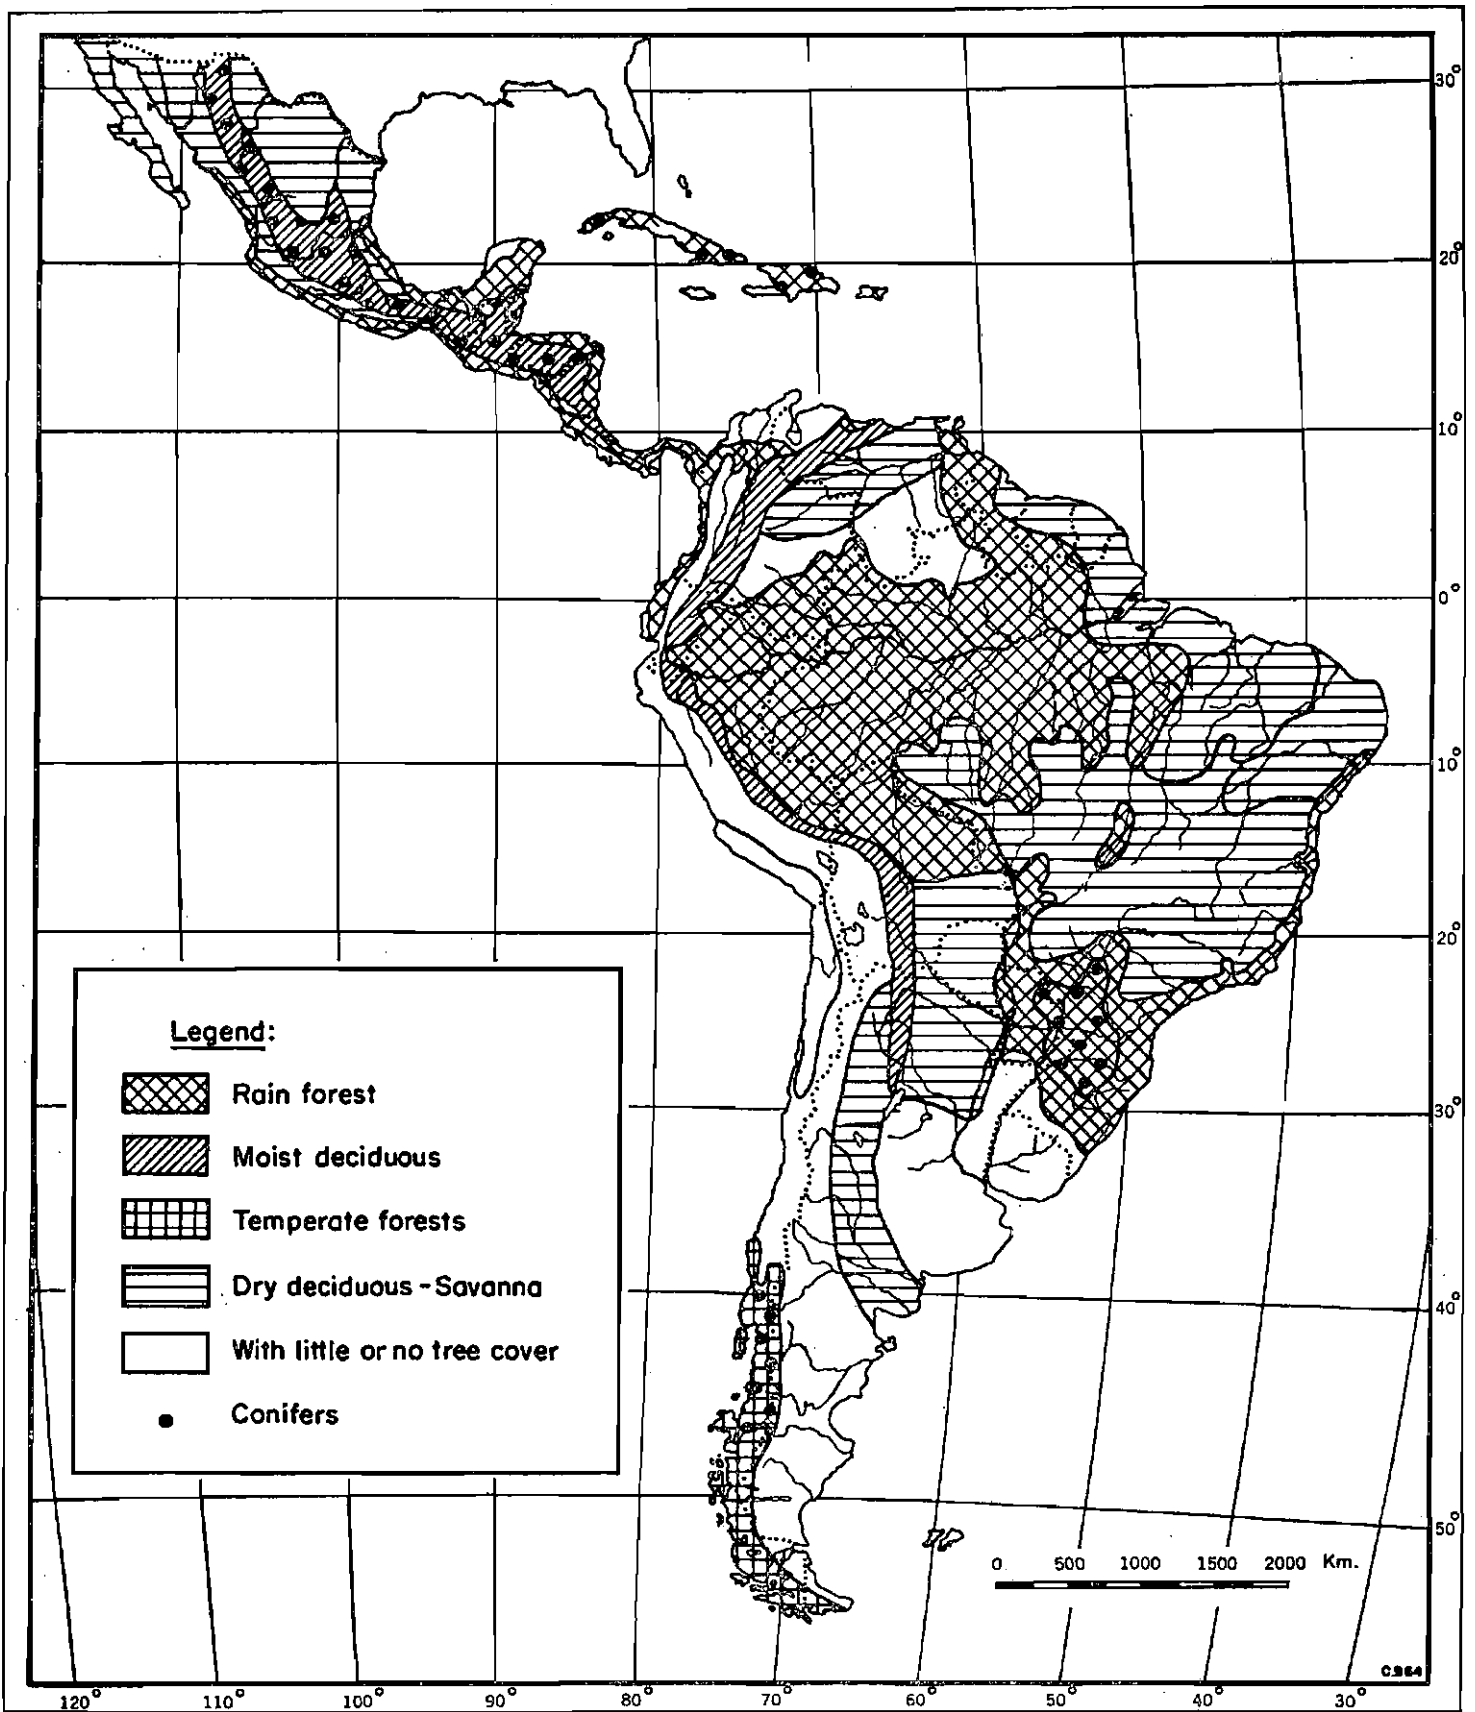 30°
20°
10°
0°
10°
20°
Legend:
Rain forest
30°
Moist deciduous
Temperate forests
Dry deciduous - Savanna
40°
With little or no tree cover
Conifers
50°
0 500 1000 1500 2000 Km.
C.964
120° 110° 100° 90° 80° 70° 60° 50° 40° 30°